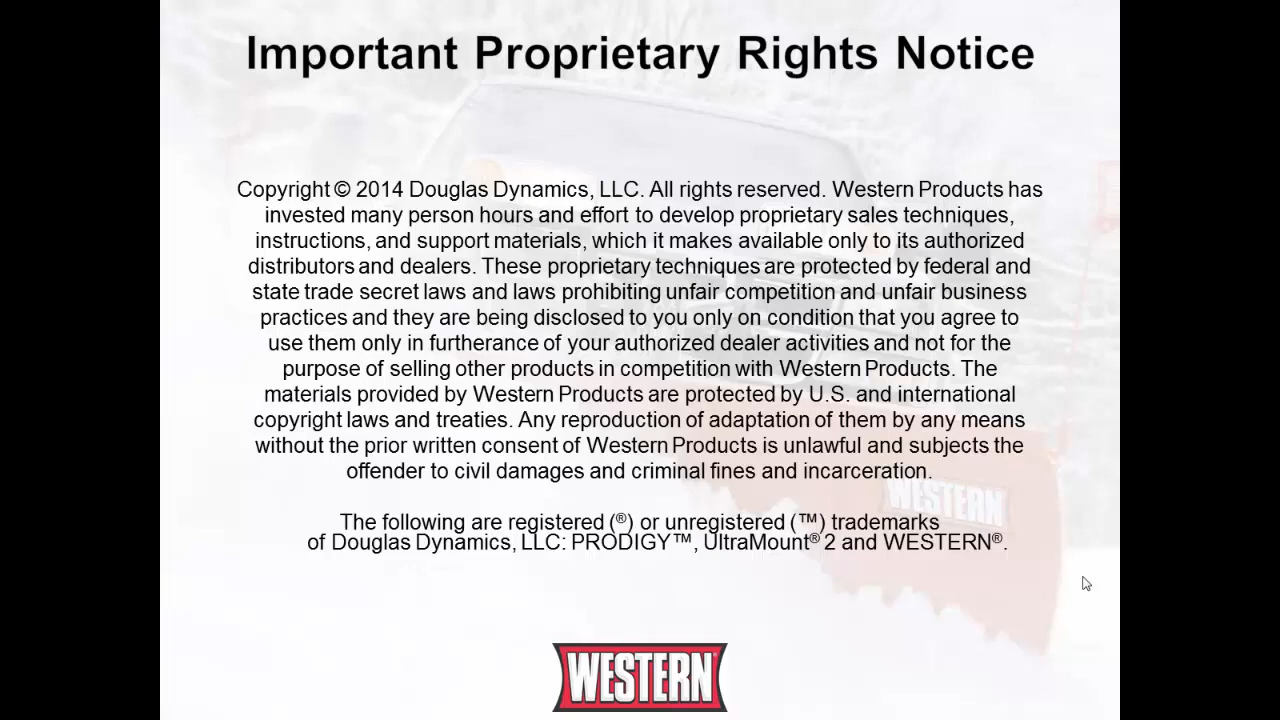 Important Proprietary Rights Notice
Copyright © 2014 Douglas Dynamics, LLC. All rights reserved. Western Products has
invested many person hours and effort to develop proprietary sales techniques,
instructions, and support materials, which it makes available only to its authorized
distributors and dealers. These proprietary techniques are protected by federal and
state trade secret laws and laws prohibiting unfair competition and unfair business
practices and they are being disclosed to you only on condition that you agree to
use them only in furtherance of your authorized dealer activities and not for the
purpose of selling other products in competition with Western Products. The
materials provided by Western Products are protected by U.S. and international
copyright laws and treaties. Any reproduction of adaptation of them by any means
without the prior written consent of Western Products is unlawful and subjects the
offender to civil damages and criminal fines and incarceration.
WESTERN
The following are registered (®) or unregistered (™) trademarks
of Douglas Dynamics, LLC: PRODIGY™, UltraMount® 2 and WESTERN®.
WESTERN